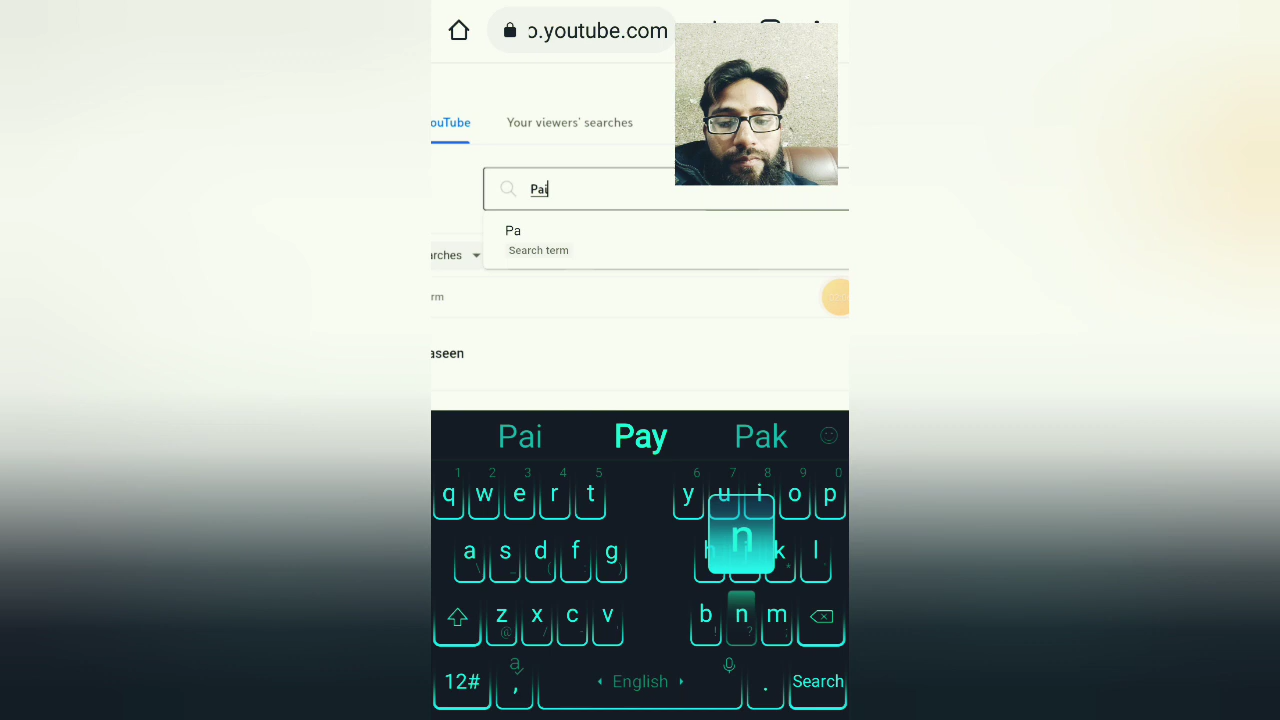 ɔ.youtube.com
ouTube Your viewers' searches
Pai
Pa
Search term
arches
rm
aseen
Pai Pay Pak
1 2 3 4 5 6 7 8 9 0
q w e r t y u i o p
n
a s d f g h k l
z x c v b n m
@ / - ' ! ? ;
12# , English . Search